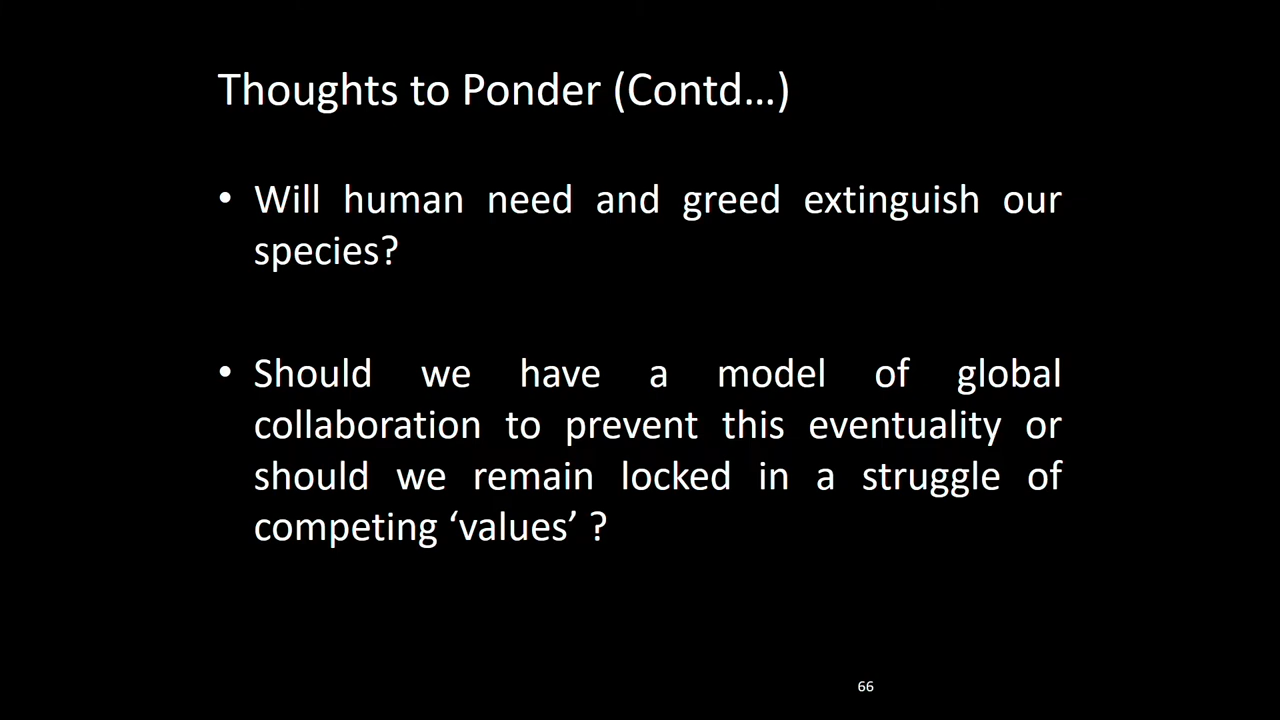 Thoughts to Ponder (Contd…)
• Will human need and greed extinguish our
species?
• Should we have a model of global
collaboration to prevent this eventuality or
should we remain locked in a struggle of
competing ‘values’ ?
66